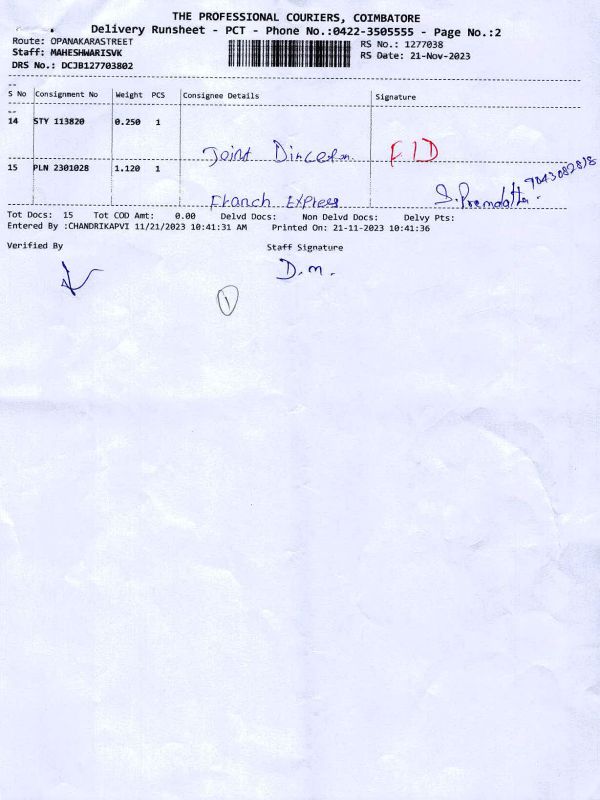 THE PROFESSIONAL COURIERS, COIMBATORE
Delivery Runsheet - PCT - Phone No.:0422-3505555 - Page No.:2
Route: OPANAKARASTREET
RS No.: 1277038
Staff: MAHESHWARISVK
RS Date: 21-Nov-2023
DRS No.: DCJB127703802
S No Consignment No Weight PCS Consignee Details Signature
14 STY 113820 0.250 1
Joint Director F.I.D
15 PLN 2301028 1.120 1
Franch Express S. Premalatha 7043082818
Tot Docs: 15 Tot COD Amt: 0.00 Delvd Docs: Non Delvd Docs: Delvy Pts:
Entered By :CHANDRIKAPVI 11/21/2023 10:41:31 AM Printed On: 21-11-2023 10:41:36
Verified By Staff Signature
D.m.
1